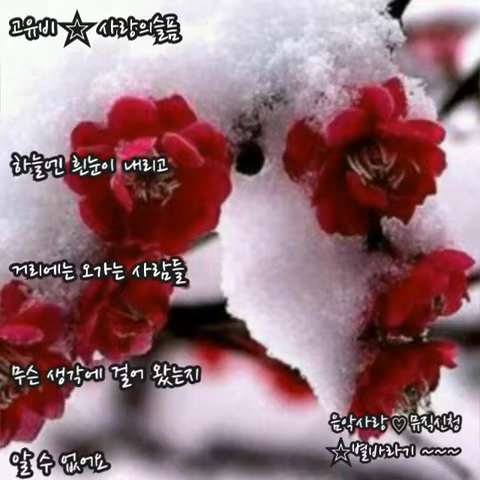 고유비 ☆ 사랑의슬픔
하늘엔 흰눈이 내리고
거리에는 오가는 사람들
무슨 생각에 걸어 왔는지
알 수 없어요
음악사랑 ♡ 뮤직신청
☆별바라기 ~~~